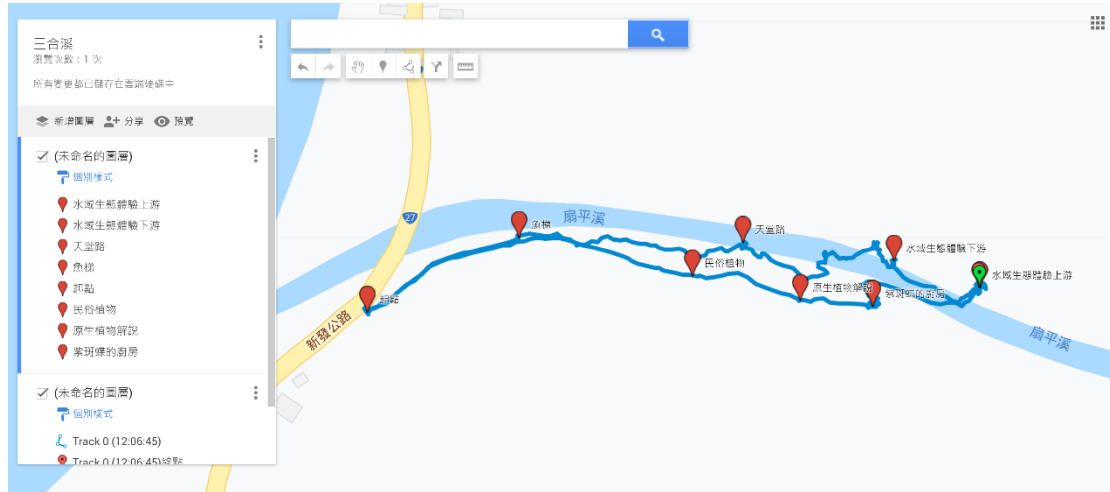 三合溪
瀏覽次數：1 次
所有變更都已儲存在雲端硬碟中
新增圖層 分享 預覽
(未命名的圖層)
個別樣式
水域生態體驗上游
水域生態體驗下游
天堂路
魚梯
起點
民俗植物
原生植物解說
紫斑蝶的廚房
(未命名的圖層)
個別樣式
Track 0 (12:06:45)
Track 0 (12:06:45)終點
27
魚梯
扇平溪
天堂路
水域生態體驗下游
民俗植物
水域生態體驗上游
原生植物解說
紫斑蝶的廚房
起點
新發公路
扇平溪